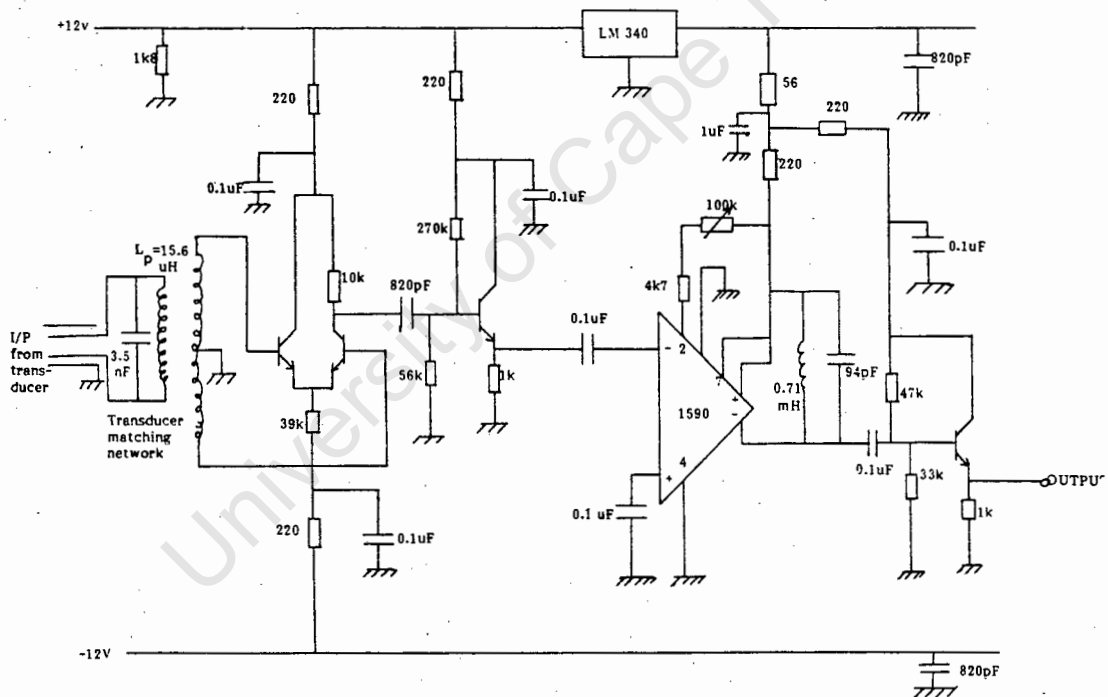 +12v
LM 340
1k8
220
220
56
220
820pF
1uF
220
0.1uF
0.1uF
100k
270k
0.1uF
Lp=15.6
uH
10k
820pF
4k7
I/P
from
trans-
ducer
3.5
nF
0.1uF
2
7
56k
1k
1590
+
-
-
+
4
0.71
mH
94pF
47k
Transducer
matching
network
39k
0.1uF
33k
OUTPUT
1k
0.1 uF
220
0.1uF
-12V
820pF
University of Cape T